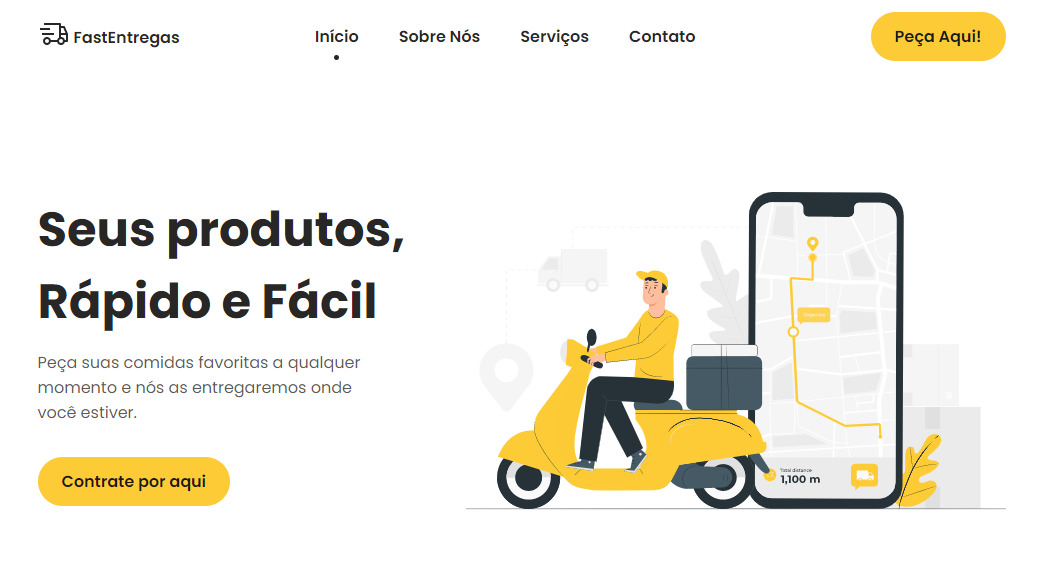 FastEntregas
Início
Sobre Nós
Serviços
Contato
Peça Aqui!
Seus produtos,
Rápido e Fácil
Peça suas comidas favoritas a qualquer
momento e nós as entregaremos onde
você estiver.
Contrate por aqui
Total distance
1,100 m